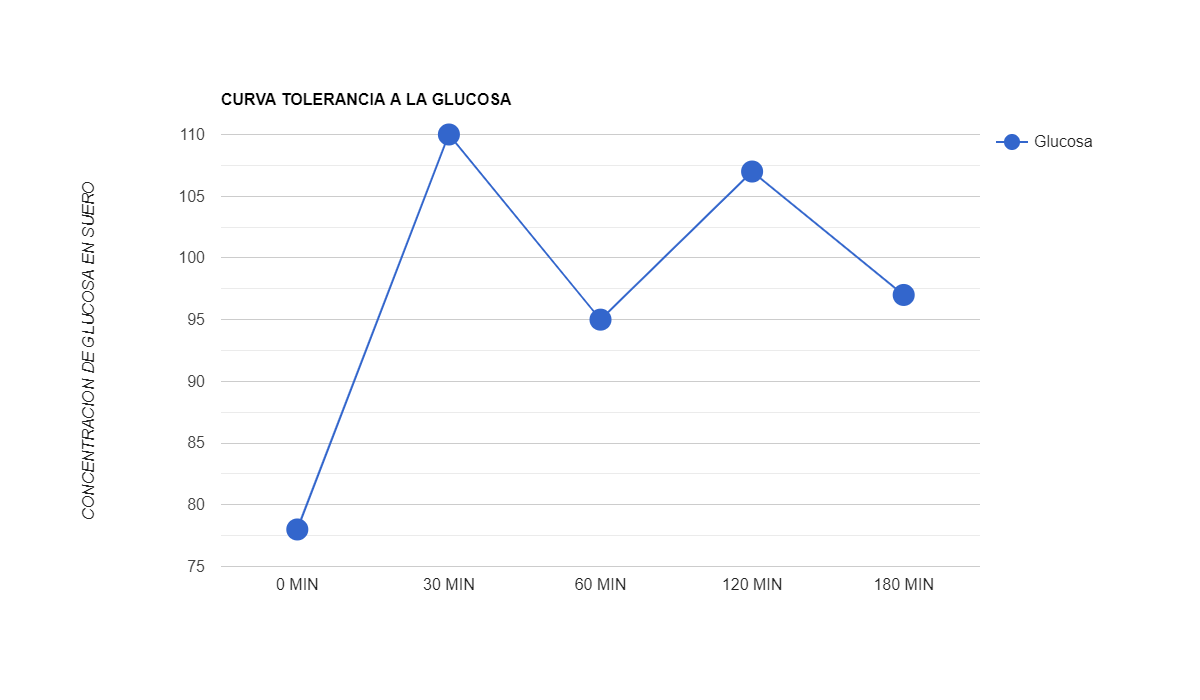 CURVA TOLERANCIA A LA GLUCOSA
CONCENTRACION DE GLUCOSA EN SUERO
110
105
100
95
90
85
80
75
0 MIN
30 MIN
60 MIN
120 MIN
180 MIN
Glucosa